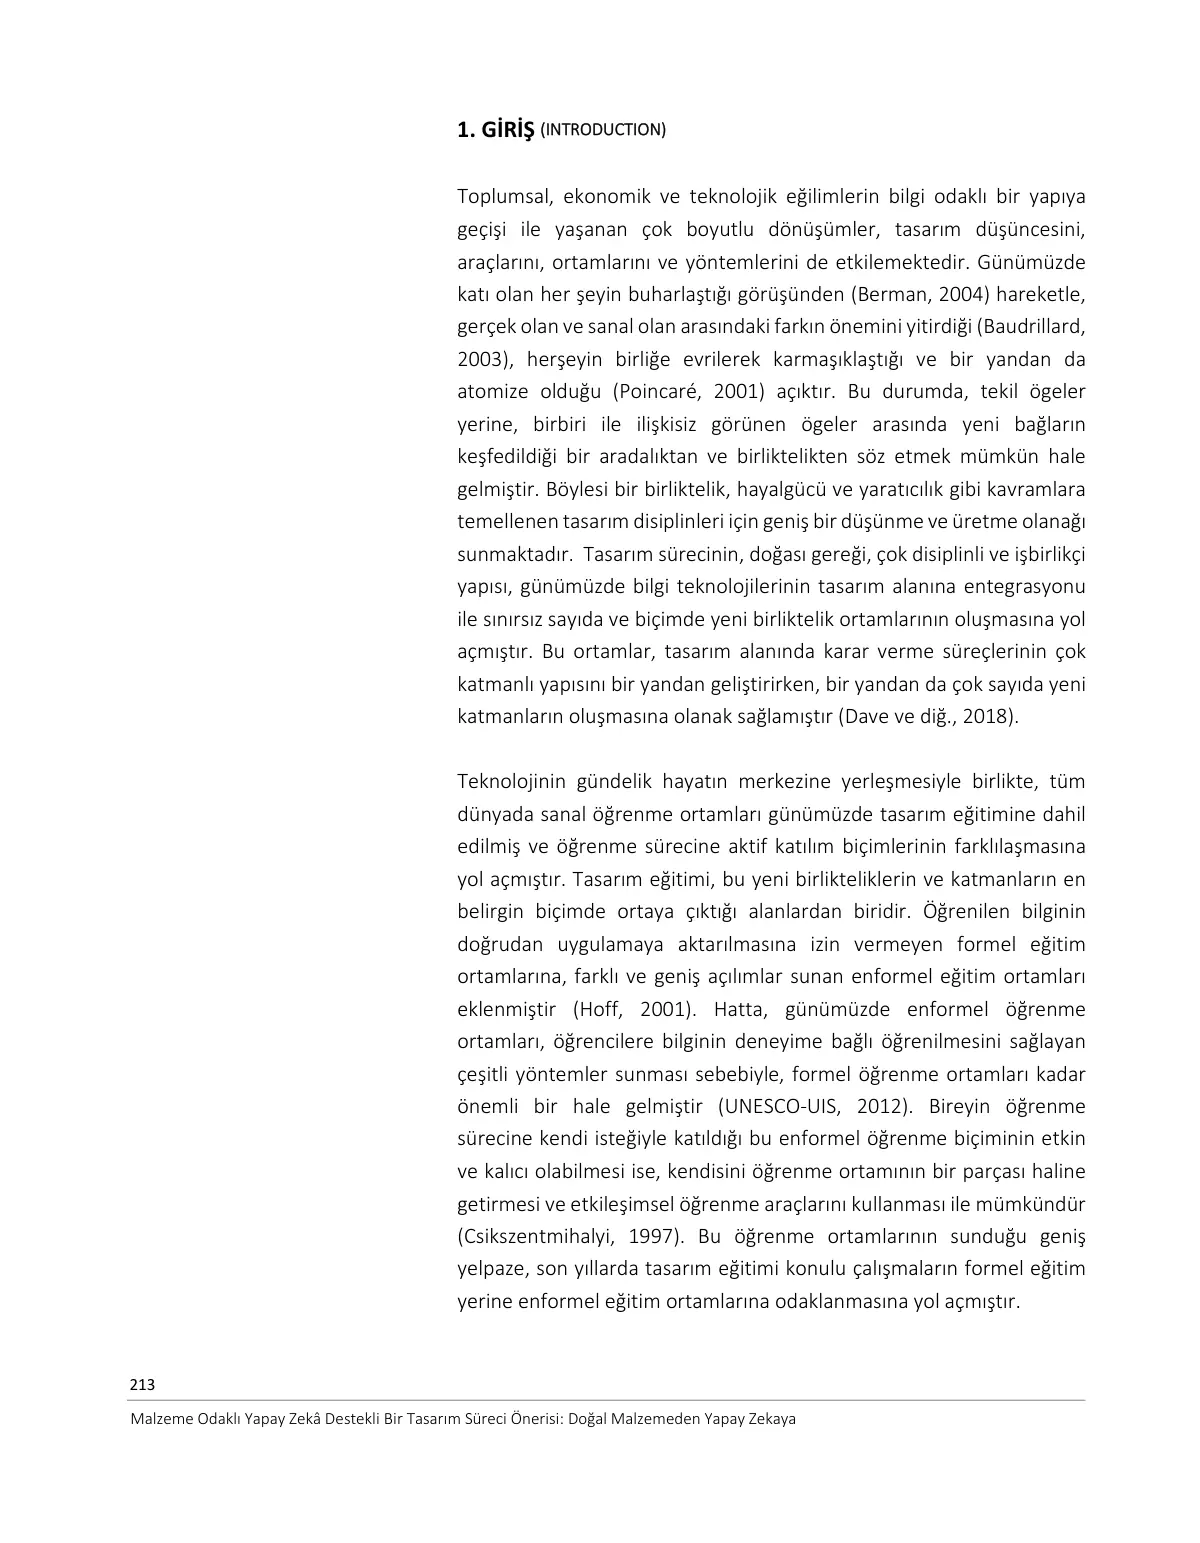 1. GİRİŞ (INTRODUCTION)
Toplumsal, ekonomik ve teknolojik eğilimlerin bilgi odaklı bir yapıya
geçişi ile yaşanan çok boyutlu dönüşümler, tasarım düşüncesini,
araçlarını, ortamlarını ve yöntemlerini de etkilemektedir. Günümüzde
katı olan her şeyin buharlaştığı görüşünden (Berman, 2004) hareketle,
gerçek olan ve sanal olan arasındaki farkın önemini yitirdiği (Baudrillard,
2003), herşeyin birliğe evrilerek karmaşıklaştığı ve bir yandan da
atomize olduğu (Poincaré, 2001) açıktır. Bu durumda, tekil ögeler
yerine, birbiri ile ilişkisiz görünen ögeler arasında yeni bağların
keşfedildiği bir aradalıktan ve birliktelikten söz etmek mümkün hale
gelmiştir. Böylesi bir birliktelik, hayalgücü ve yaratıcılık gibi kavramlara
temellenen tasarım disiplinleri için geniş bir düşünme ve üretme olanağı
sunmaktadır.  Tasarım sürecinin, doğası gereği, çok disiplinli ve işbirlikçi
yapısı, günümüzde bilgi teknolojilerinin tasarım alanına entegrasyonu
ile sınırsız sayıda ve biçimde yeni birliktelik ortamlarının oluşmasına yol
açmıştır. Bu ortamlar, tasarım alanında karar verme süreçlerinin çok
katmanlı yapısını bir yandan geliştirirken, bir yandan da çok sayıda yeni
katmanların oluşmasına olanak sağlamıştır (Dave ve diğ., 2018).
Teknolojinin gündelik hayatın merkezine yerleşmesiyle birlikte, tüm
dünyada sanal öğrenme ortamları günümüzde tasarım eğitimine dahil
edilmiş ve öğrenme sürecine aktif katılım biçimlerinin farklılaşmasına
yol açmıştır. Tasarım eğitimi, bu yeni birlikteliklerin ve katmanların en
belirgin biçimde ortaya çıktığı alanlardan biridir. Öğrenilen bilginin
doğrudan uygulamaya aktarılmasına izin vermeyen formel eğitim
ortamlarına, farklı ve geniş açılımlar sunan enformel eğitim ortamları
eklenmiştir (Hoff, 2001). Hatta, günümüzde enformel öğrenme
ortamları, öğrencilere bilginin deneyime bağlı öğrenilmesini sağlayan
çeşitli yöntemler sunması sebebiyle, formel öğrenme ortamları kadar
önemli bir hale gelmiştir (UNESCO-UIS, 2012). Bireyin öğrenme
sürecine kendi isteğiyle katıldığı bu enformel öğrenme biçiminin etkin
ve kalıcı olabilmesi ise, kendisini öğrenme ortamının bir parçası haline
getirmesi ve etkileşimsel öğrenme araçlarını kullanması ile mümkündür
(Csikszentmihalyi, 1997). Bu öğrenme ortamlarının sunduğu geniş
yelpaze, son yıllarda tasarım eğitimi konulu çalışmaların formel eğitim
yerine enformel eğitim ortamlarına odaklanmasına yol açmıştır.
213
Malzeme Odaklı Yapay Zekâ Destekli Bir Tasarım Süreci Önerisi: Doğal Malzemeden Yapay Zekaya